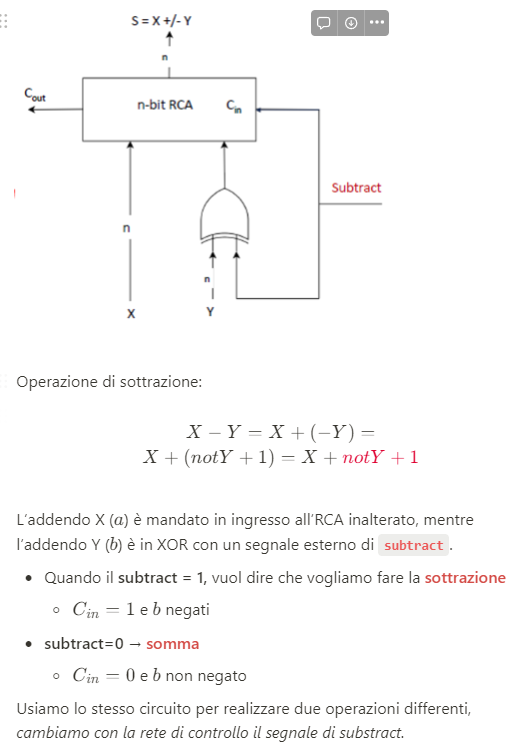 S = X +/- Y
n
Cout
n-bit RCA
Cin
Subtract
n
n
X
Y
Operazione di sottrazione:
X − Y = X + (−Y) =
X + (notY + 1) = X + notY + 1
L'addendo X (a) è mandato in ingresso all'RCA inalterato, mentre
l'addendo Y (b) è in XOR con un segnale esterno di subtract.
• Quando il subtract = 1, vuol dire che vogliamo fare la sottrazione
◦ Cin = 1 e b negati
• subtract=0 → somma
◦ Cin = 0 e b non negato
Usiamo lo stesso circuito per realizzare due operazioni differenti,
cambiamo con la rete di controllo il segnale di substract.